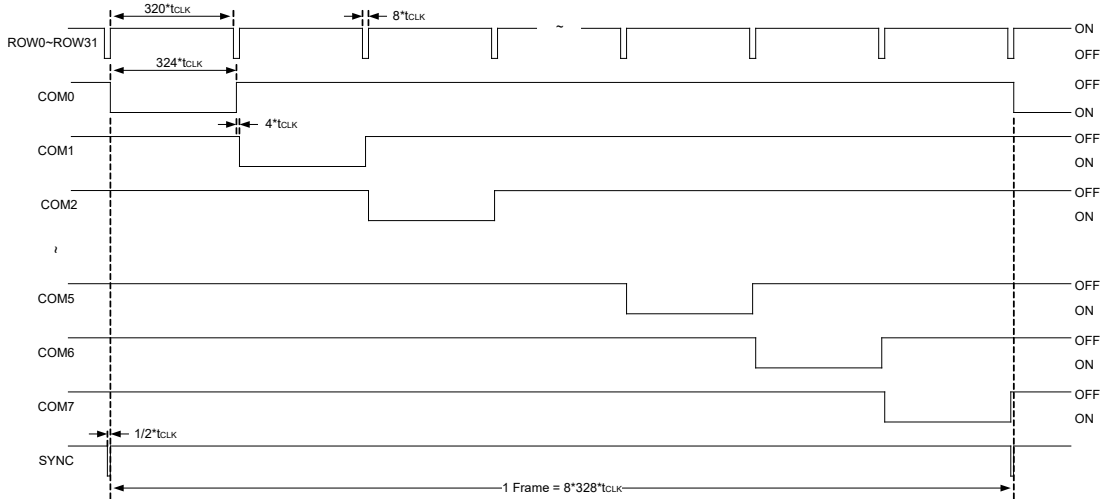 320*tCLK
8*tCLK
ROW0~ROW31
~
ON
OFF
324*tCLK
COM0
OFF
ON
4*tCLK
COM1
OFF
ON
COM2
OFF
ON
~
COM5
OFF
ON
COM6
OFF
ON
COM7
OFF
ON
1/2*tCLK
SYNC
1 Frame = 8*328*tCLK